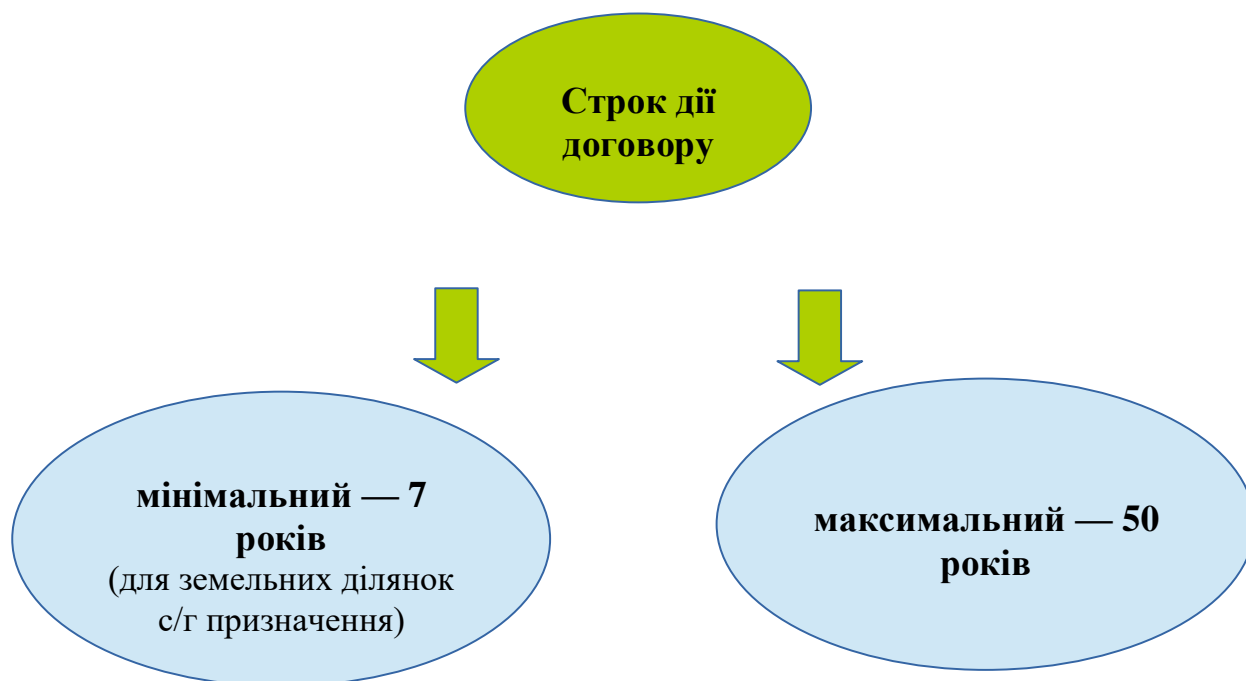 Строк дії
договору
мінімальний — 7
років
(для земельних ділянок
с/г призначення)
максимальний — 50
років